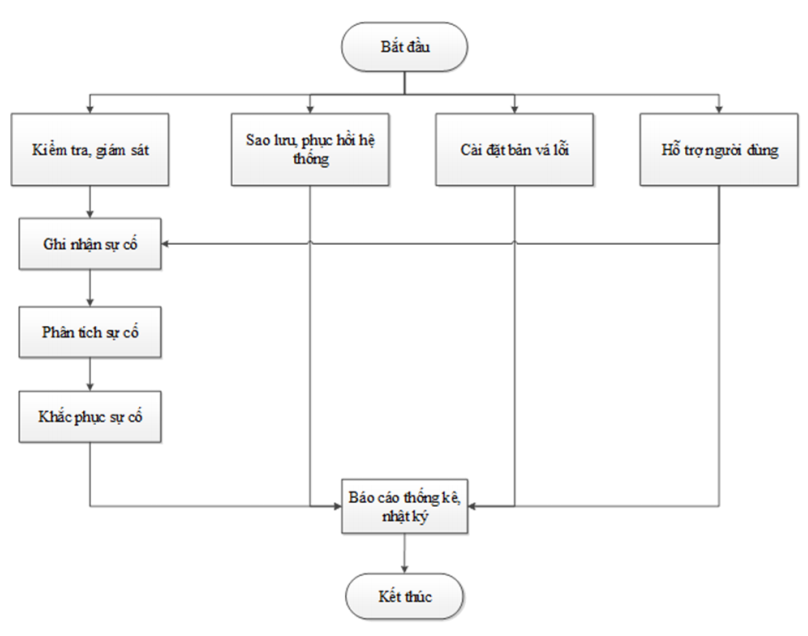 Bắt đầu
Kiểm tra, giám sát
Sao lưu, phục hồi hệ
thống
Cài đặt bản vá lỗi
Hỗ trợ người dùng
Ghi nhận sự cố
Phân tích sự cố
Khắc phục sự cố
Báo cáo thống kê,
nhật ký
Kết thúc